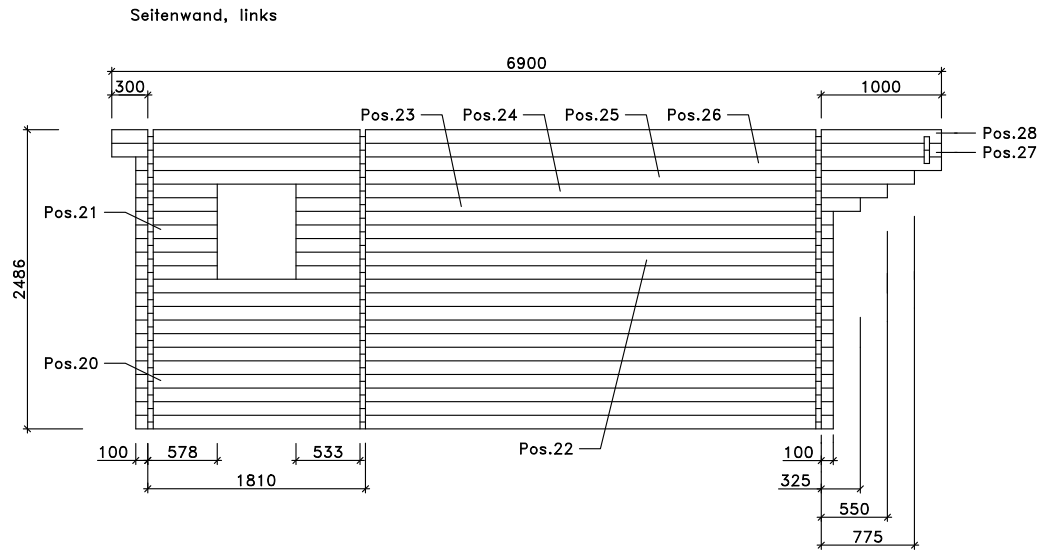 Seitenwand, links
6900
300
1000
Pos.23
Pos.24
Pos.25
Pos.26
Pos.28
Pos.27
Pos.21
2486
Pos.20
Pos.22
100
578
533
100
1810
325
550
775